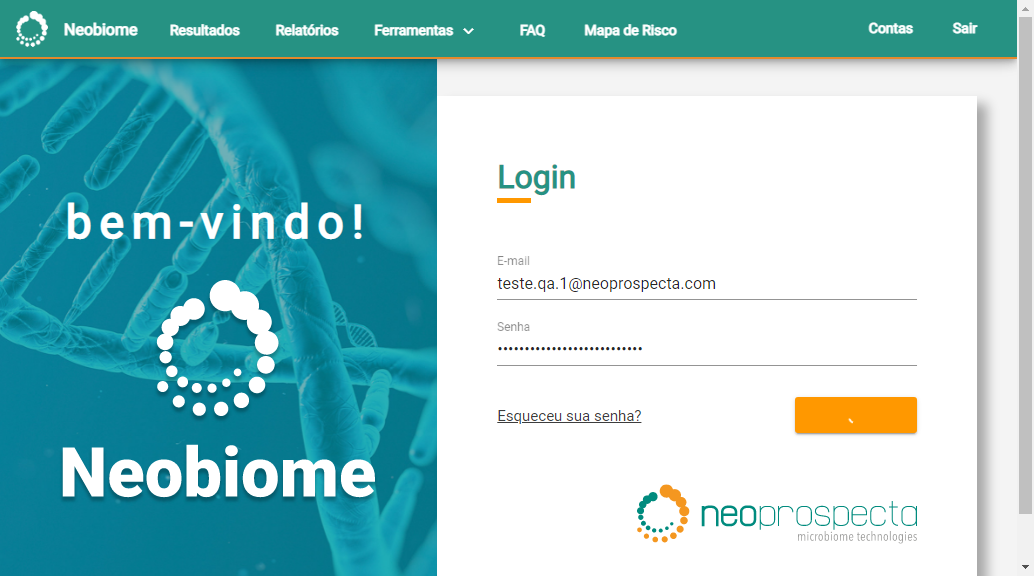 Neobiome Resultados Relatórios Ferramentas FAQ Mapa de Risco Contas Sair
bem-vindo!
Neobiome
Login
E-mail
teste.qa.1@neoprospecta.com
Senha
•••••••••••••••••••••••••••
Esqueceu sua senha?
neoprospecta
microbiome technologies